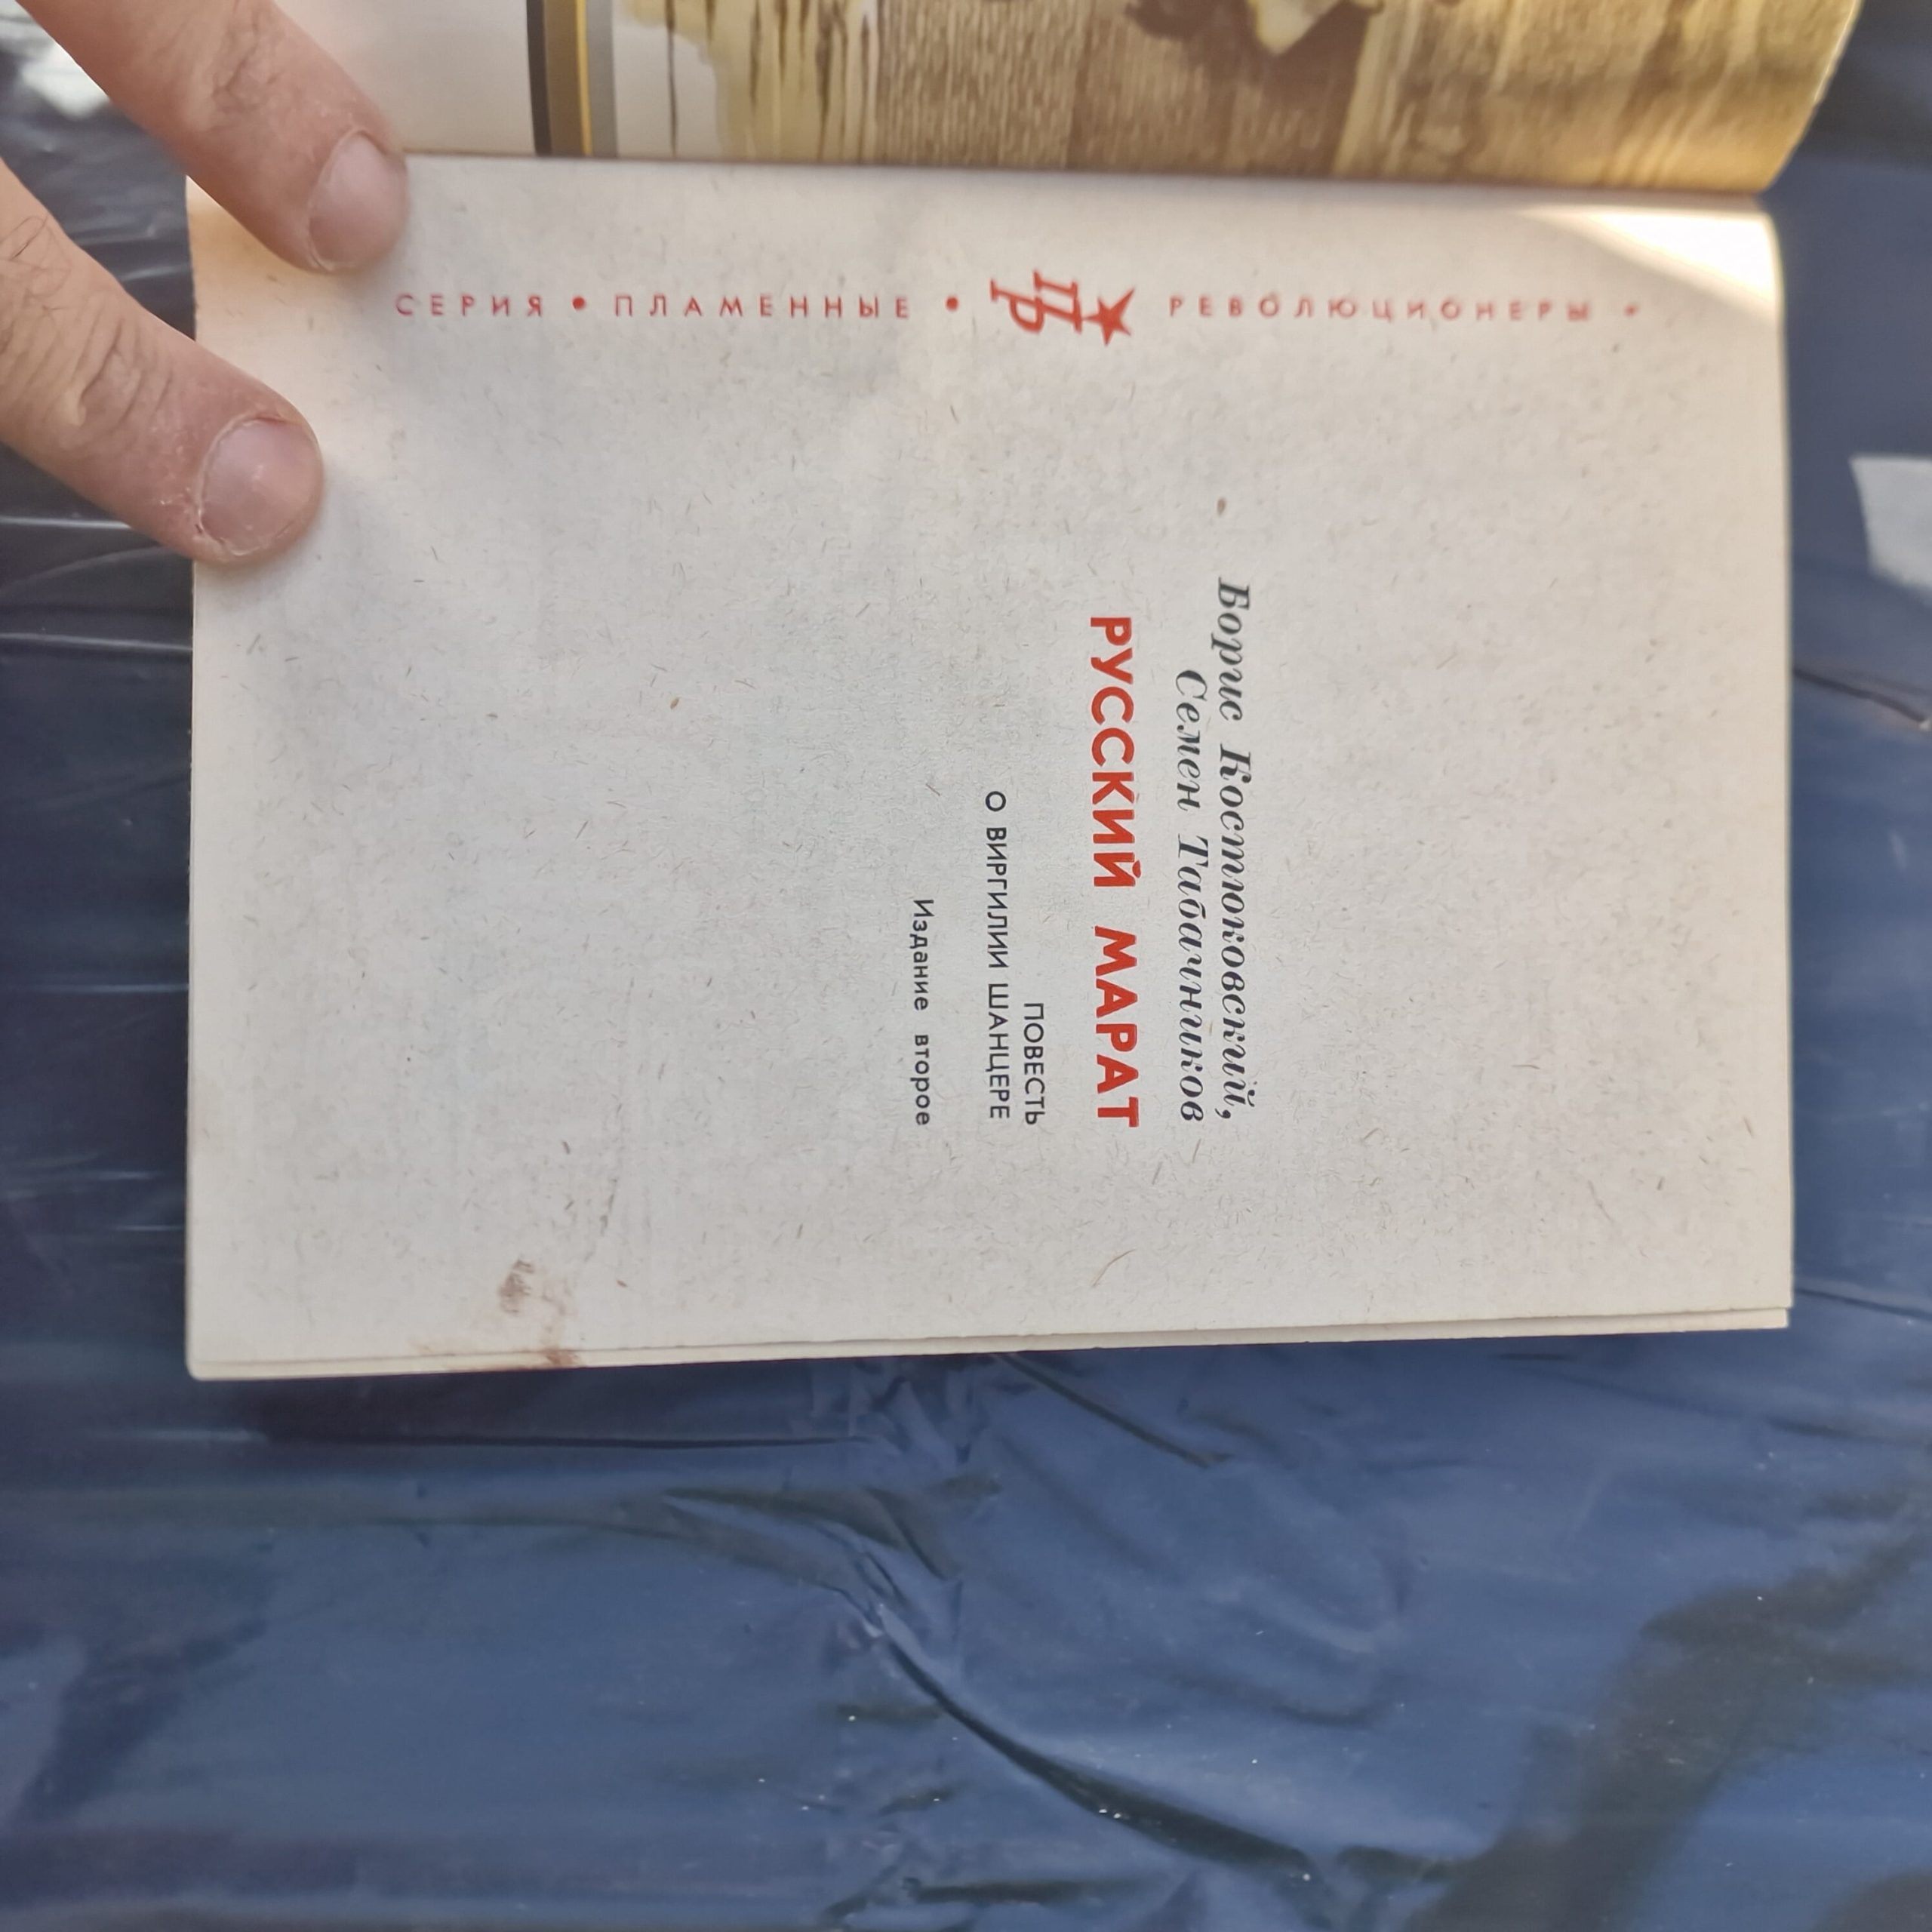 Борис Костюковский,
Семен Табачников
РУССКИЙ МАРАТ
ПОВЕСТЬ
О ВИРГИЛИИ ШАНЦЕРЕ
Издание второе
СЕРИЯ • ПЛАМЕННЫЕ • ПР РЕВОЛЮЦИОНЕРЫ •